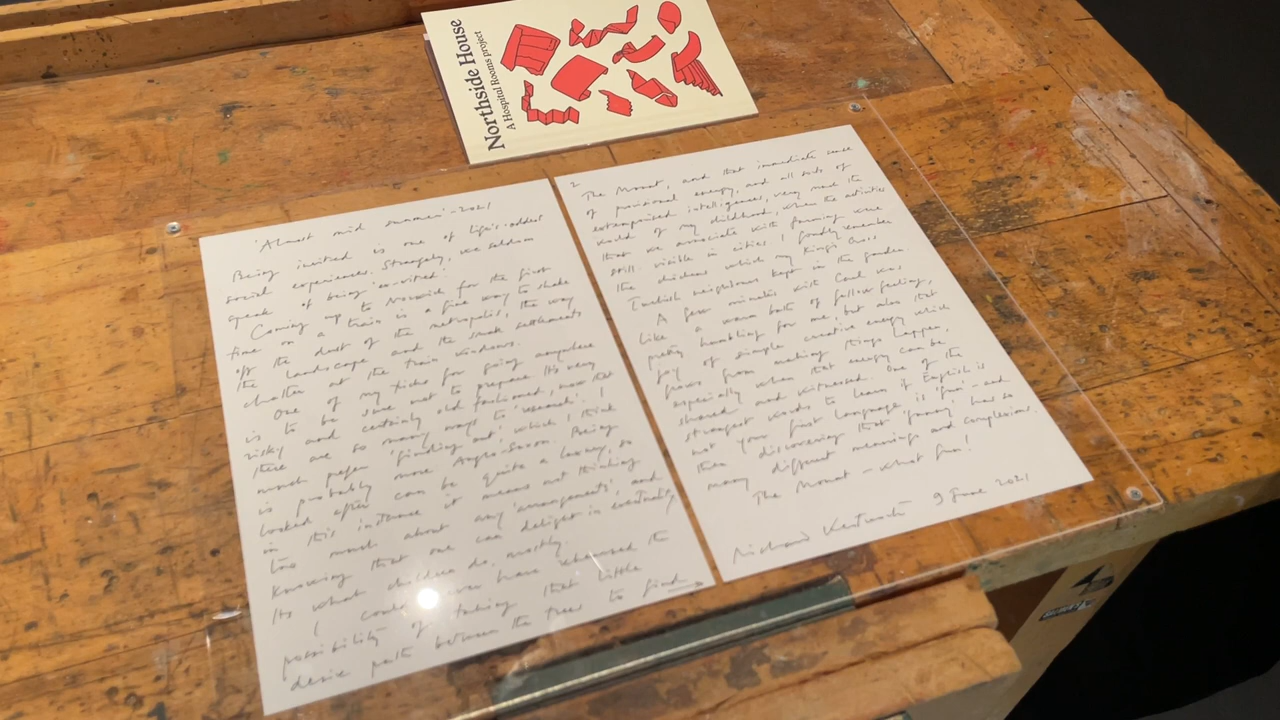 Northside House
A Hospital Rooms project
'Almost mid summer' - 2021
Being invited is one of life's oddest
social experiences. Strangely, we seldom
speak of being 'ex-vited'.
Coming up to Norwich for the first
time on a train is a fine way to shake
off the dust of the metropolis, the way
the landscape and the small settlements
chatter at the train windows.
One of my tichs for going anywhere
is to be sure not to prepare. Its very
risky and certainly old fashioned, now that
there are so many ways to 'research'. I
much prefer 'finding out', which, I think
is probably more Anglo-Saxon. Being
looked after can be quite a luxury, so
in this instance it means not thinking
too much about any 'arrangements' and
knowing that one can delight in eventuality
Its what children do, mostly.
I could never have rehearsed the
possibility of taking that little
desire path between the trees to find
2
The Mount, and that immediate sense
of provisional energy, and all sorts of
extemporised intelligences, very much the
world of my childhood, when the activities
that we associate with farming were
still visible in cities. I fondly remember
the chickens which my Kings Cross
Turkish neighbours kept in the garden.
A few minutes with Carl was
like a warm bath of fellow feeling,
pretty humbling for me, but also that
joy of simple creative energy which
grows from making things happen,
especially when that energy can be
shared and witnessed. One of the
strangest words to learn if English is
not your first language is 'fun' - and
then discovering that 'funny' has so
many different meanings and complexions.
The Mount - what fun!
Richard Wentworth 9 June 2021